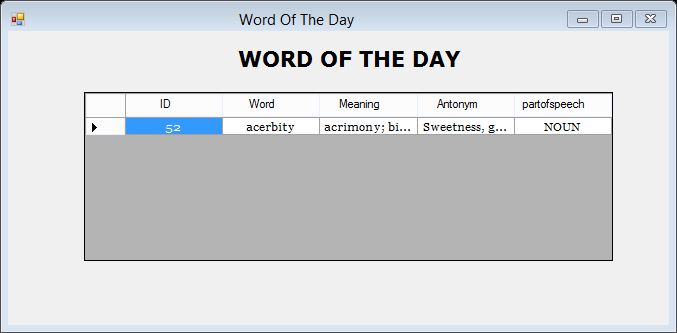 Word Of The Day
WORD OF THE DAY
ID Word Meaning Antonym partofspeech
52 acerbity acrimony; bi... Sweetness, g... NOUN